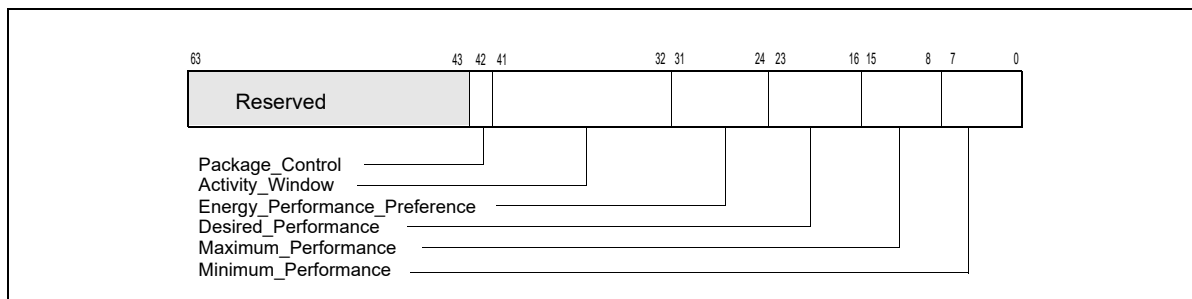 63 43 42 41 32 31 24 23 16 15 8 7 0
Reserved
Package_Control
Activity_Window
Energy_Performance_Preference
Desired_Performance
Maximum_Performance
Minimum_Performance